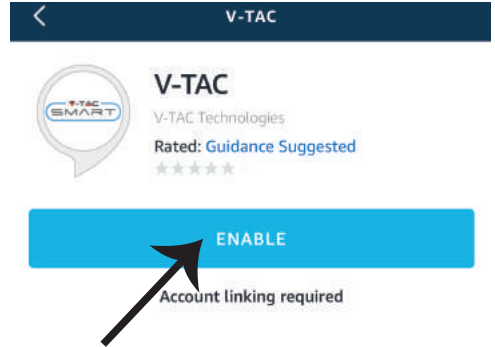 V-TAC
V-TAC
SMART
V-TAC
V-TAC Technologies
Rated: Guidance Suggested
ENABLE
Account linking required